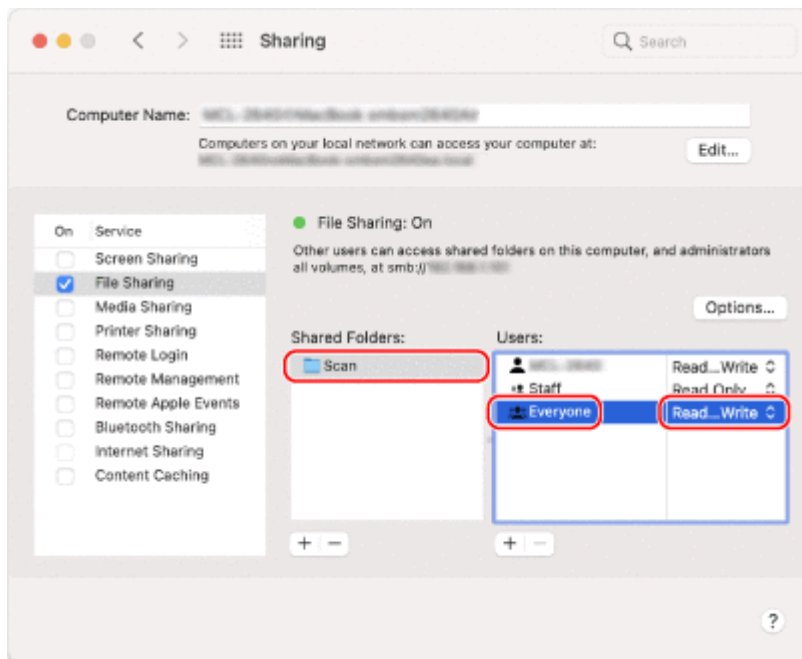 Sharing
Search
Computer Name:
Computers on your local network can access your computer at:
Edit...
On Service
Screen Sharing
File Sharing
Media Sharing
Printer Sharing
Remote Login
Remote Management
Remote Apple Events
Bluetooth Sharing
Internet Sharing
Content Caching
File Sharing: On
Other users can access shared folders on this computer, and administrators
all volumes, at smb://
Options...
Shared Folders:
Scan
Users:
Read...Write
Staff Read Only
Everyone Read...Write
+ −
+ −
?